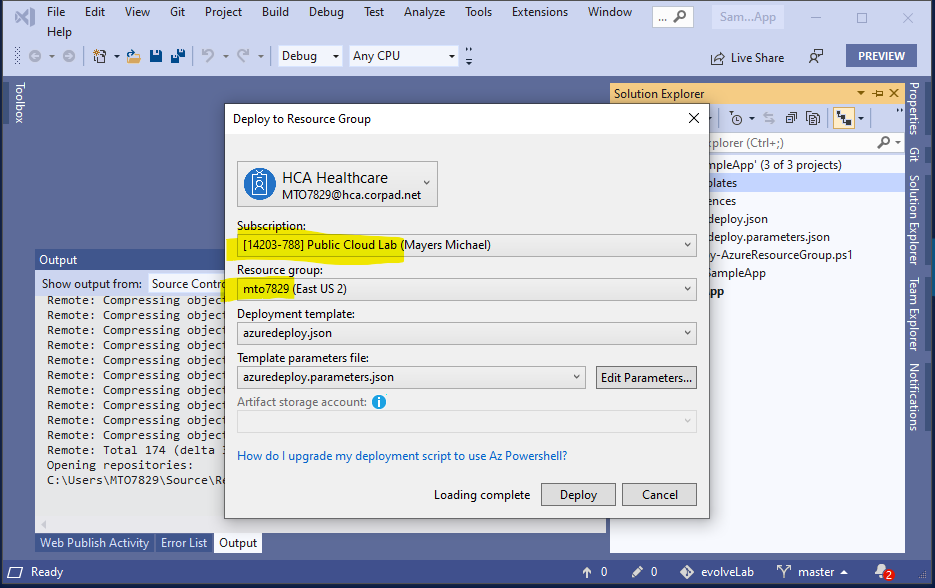 File Edit View Git Project Build Debug Test Analyze Tools Extensions Window ... Sam...App
Help
Debug Any CPU Live Share PREVIEW
Toolbox
Solution Explorer
Deploy to Resource Group
plorer (Ctrl+;)
HCA Healthcare
MTO7829@hca.corpad.net
mpleApp' (3 of 3 projects)
plates
ences
deploy.json
deploy.parameters.json
y-AzureResourceGroup.ps1
SampleApp
pp
Subscription:
[14203-788] Public Cloud Lab (Mayers Michael)
Resource group:
mto7829 (East US 2)
Deployment template:
azuredeploy.json
Template parameters file:
azuredeploy.parameters.json Edit Parameters...
Artifact storage account:
How do I upgrade my deployment script to use Az Powershell?
Loading complete Deploy Cancel
Output
Show output from: Source Contro
Remote: Compressing object
Remote: Compressing object
Remote: Compressing object
Remote: Compressing object
Remote: Compressing object
Remote: Compressing object
Remote: Compressing object
Remote: Compressing object
Remote: Compressing object
Remote: Compressing object
Remote: Total 174 (delta
Opening repositories:
C:\Users\MTO7829\Source\Re
Web Publish Activity Error List Output
Properties
Git
Solution Explorer
Team Explorer
Notifications
Ready 0 0 evolveLab master 2